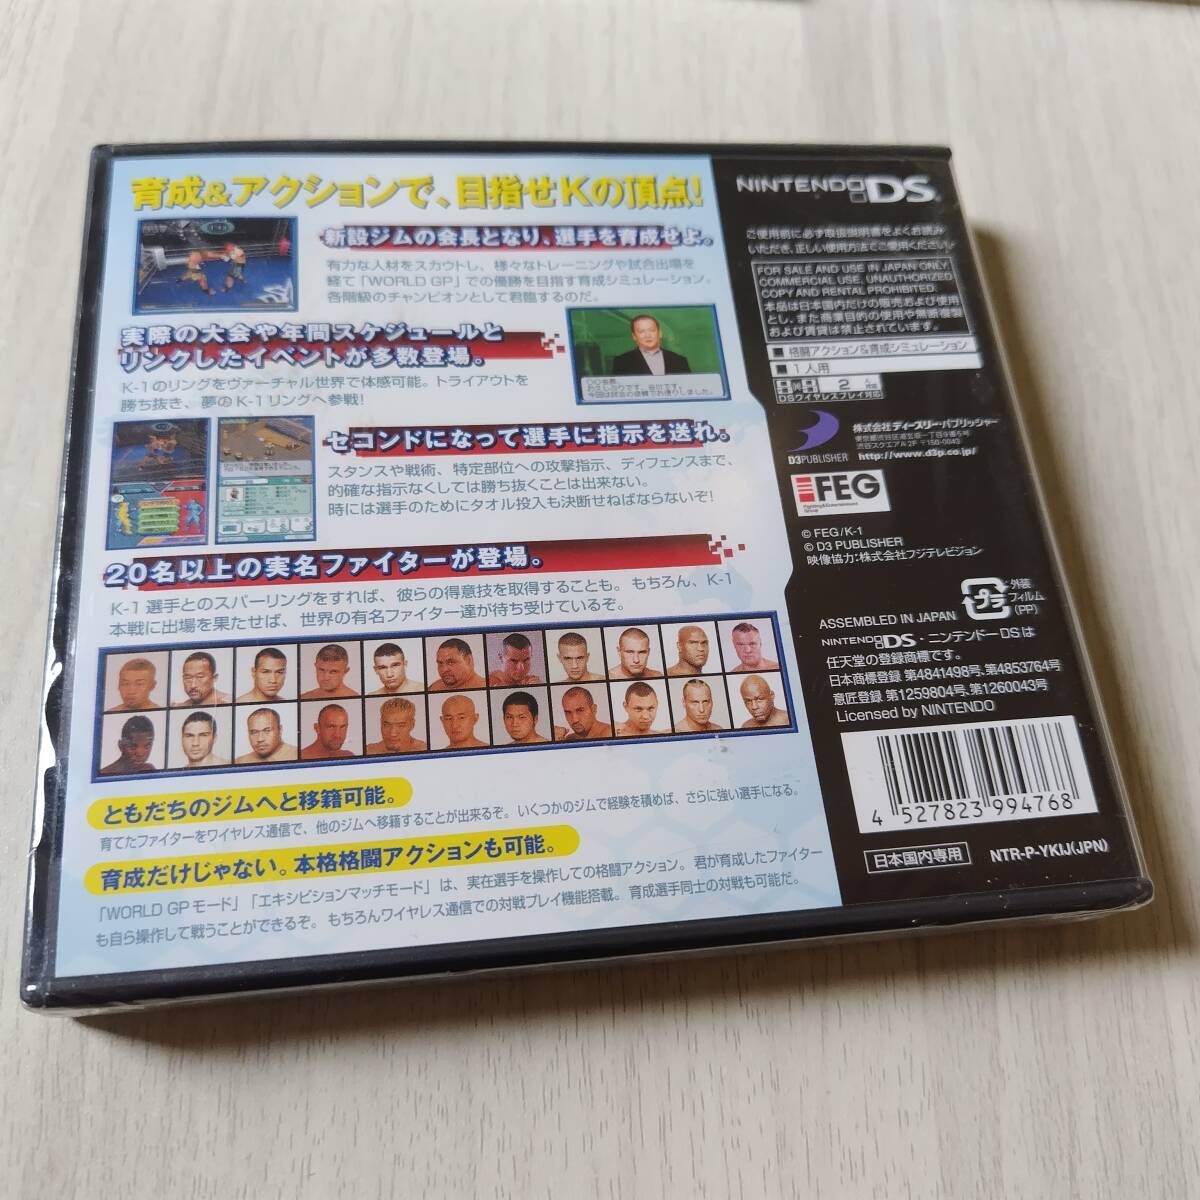 育成&アクションで、目指せKの頂点!
新設ジムの会長となり、選手を育成せよ。
有力な人材をスカウトし、様々なトレーニングや試合出場を
経て「WORLD GP」での優勝を目指す育成シミュレーション。
各階級のチャンピオンとして君臨するのだ。
実際の大会や年間スケジュールと
リンクしたイベントが多数登場。
K-1のリングをヴァーチャル世界で体感可能。トライアウトを
勝ち抜き、夢のK-1リングへ参戦!
セコンドになって選手に指示を送れ。
スタンスや戦術、特定部位への攻撃指示、ディフェンスまで、
的確な指示なくしては勝ち抜くことは出来ない。
時には選手のためにタオル投入も決断せねばならないぞ!
20名以上の実名ファイターが登場。
K-1選手とのスパーリングをすれば、彼らの得意技を取得することも。もちろん、K-1
本戦に出場を果たせば、世界の有名ファイター達が待ち受けているぞ。
ともだちのジムへと移籍可能。
育てたファイターをワイヤレス通信で、他のジムへ移籍することが出来るぞ。いくつかのジムで経験を積めば、さらに強い選手になる。
育成だけじゃない。本格格闘アクションも可能。
「WORLD GPモード」「エキシビションマッチモード」は、実在選手を操作しての格闘アクション。君が育成したファイター
も自ら操作して戦うことができるぞ。もちろんワイヤレス通信での対戦プレイ機能搭載。育成選手同士の対戦も可能だ。
NINTENDO DS
ご使用前に必ず取扱説明書をよくお読み
いただき、正しい使用方法でご使用ください。
FOR SALE AND USE IN JAPAN ONLY.
COMMERCIAL USE, UNAUTHORIZED
COPY AND RENTAL PROHIBITED.
本品は日本国内だけの販売および使用
とし、また商業目的の使用や無断複製
および賃貸は禁止されています。
格闘アクション&育成シミュレーション
1人用
2人対応
DSワイヤレスプレイ対応
D3PUBLISHER
株式会社ディースリー・パブリッシャー
東京都渋谷区道玄坂一丁目9番5号
渋谷スクエアA 2F 〒150-0043
http://www.d3p.co.jp/
FEG
Fighting&Entertainment
Group
© FEG/K-1
© D3 PUBLISHER
映像協力:株式会社フジテレビジョン
プラ
外装
フィルム
(PP)
ASSEMBLED IN JAPAN
NINTENDO DS・ニンテンドーDSは
任天堂の登録商標です。
日本商標登録 第4841498号、第4853764号
意匠登録 第1259804号、第1260043号
Licensed by NINTENDO
4 527823 994768
日本国内専用
NTR-P-YKIJ(JPN)